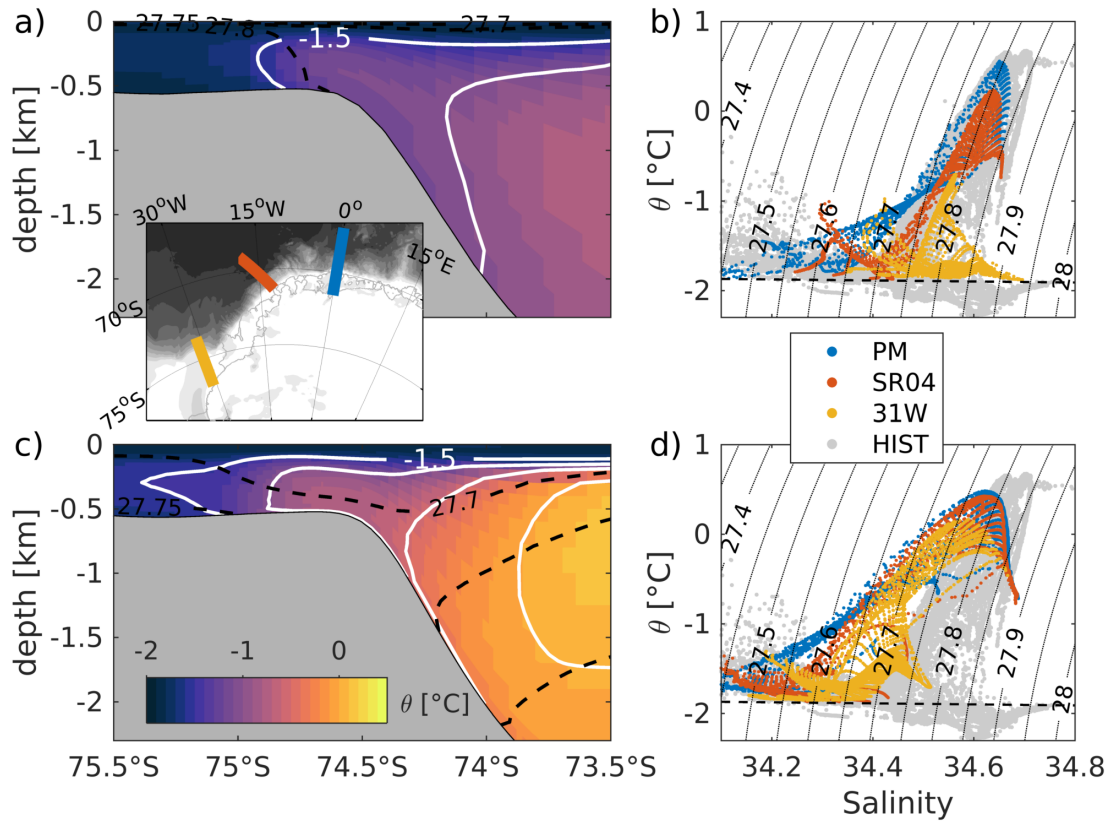 a)
depth [km]
0
-0.5
-1
-1.5
-2
27.75
27.8
27.7
-1.5
30°W
15°W
0°
15°E
70°S
75°S
b)
θ [°C]
1
0
-1
-2
27.4
27.5
27.6
27.7
27.8
27.9
28
PM
SR04
31W
HIST
c)
depth [km]
0
-0.5
-1
-1.5
-2
-1.5
27.75
27.7
-2
-1
0
θ [°C]
75.5°S
75°S
74.5°S
74°S
73.5°S
d)
θ [°C]
1
0
-1
-2
27.4
27.5
27.6
27.7
27.8
27.9
28
34.2
34.4
34.6
34.8
Salinity